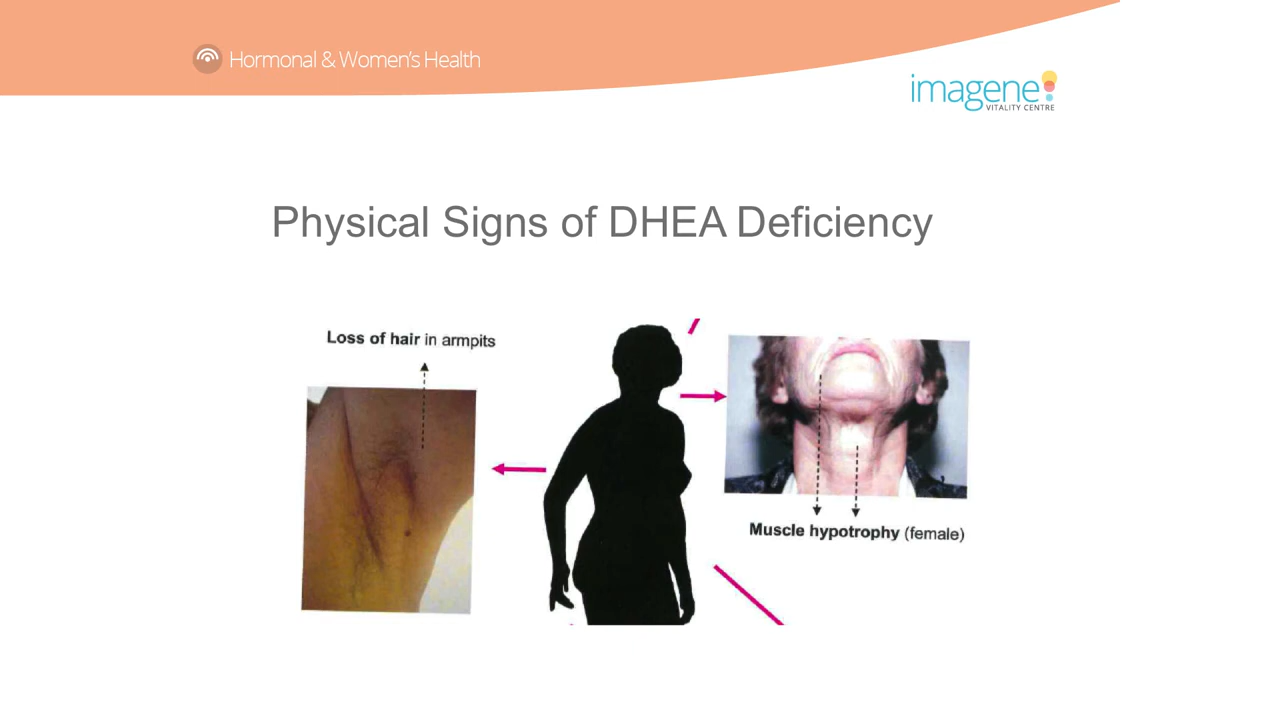 Hormonal & Women's Health
imagene
VITALITY CENTRE
Physical Signs of DHEA Deficiency
Loss of hair in armpits
Muscle hypotrophy (female)